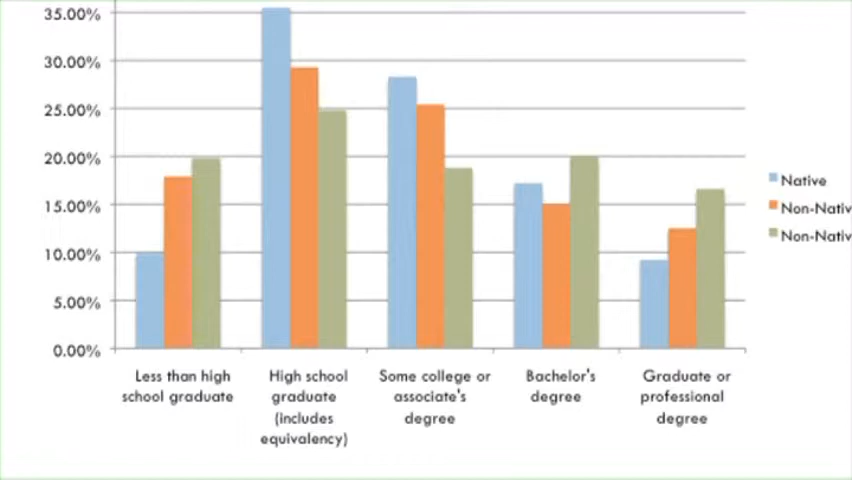 35.00%
30.00%
25.00%
20.00%
15.00%
10.00%
5.00%
0.00%
Less than high
school graduate
High school
graduate
(includes
equivalency)
Some college or
associate's
degree
Bachelor's
degree
Graduate or
professional
degree
Native
Non-Nativ
Non-Nativ